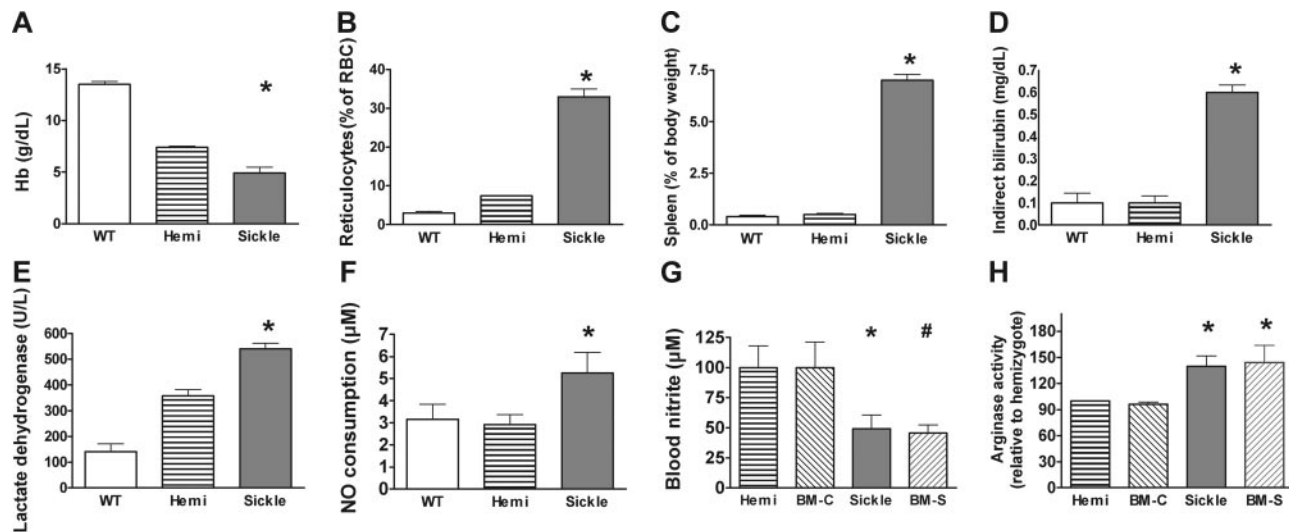 A
Hb (g/dL)
15
10
5
0
*
WT Hemi Sickle
B
Reticulocytes (% of RBC)
40
30
20
10
0
*
WT Hemi Sickle
C
Spleen (% of body weight)
7.5
5.0
2.5
0.0
*
WT Hemi Sickle
D
Indirect bilirubin (mg/dL)
0.7
0.6
0.5
0.4
0.3
0.2
0.1
0.0
*
WT Hemi Sickle
E
Lactate dehydrogenase (U/L)
600
500
400
300
200
100
0
*
WT Hemi Sickle
F
NO consumption (µM)
7
6
5
4
3
2
1
0
*
WT Hemi Sickle
G
Blood nitrite (µM)
125
100
75
50
25
0
* #
Hemi BM-C Sickle BM-S
H
Arginase activity
(relative to hemizygote)
180
150
120
90
60
30
0
* *
Hemi BM-C Sickle BM-S